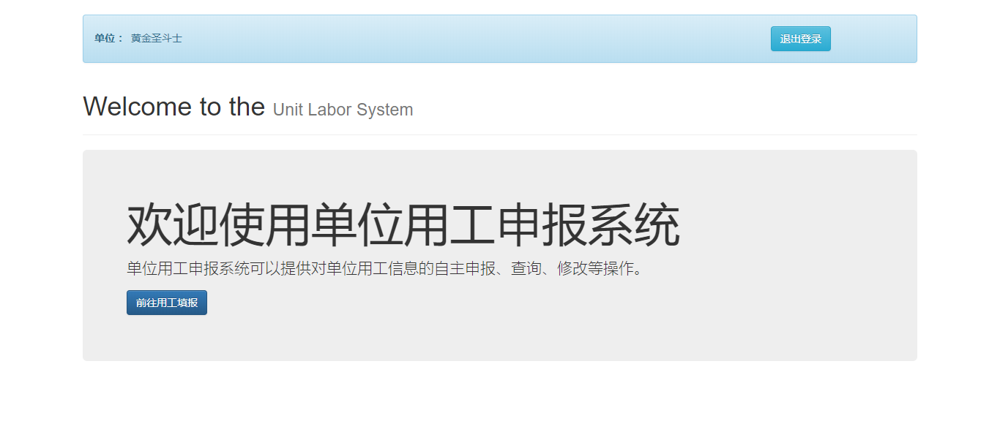 单位： 黄金圣斗士 退出登录
Welcome to the Unit Labor System
欢迎使用单位用工申报系统
单位用工申报系统可以提供对单位用工信息的自主申报、查询、修改等操作。
前往用工填报